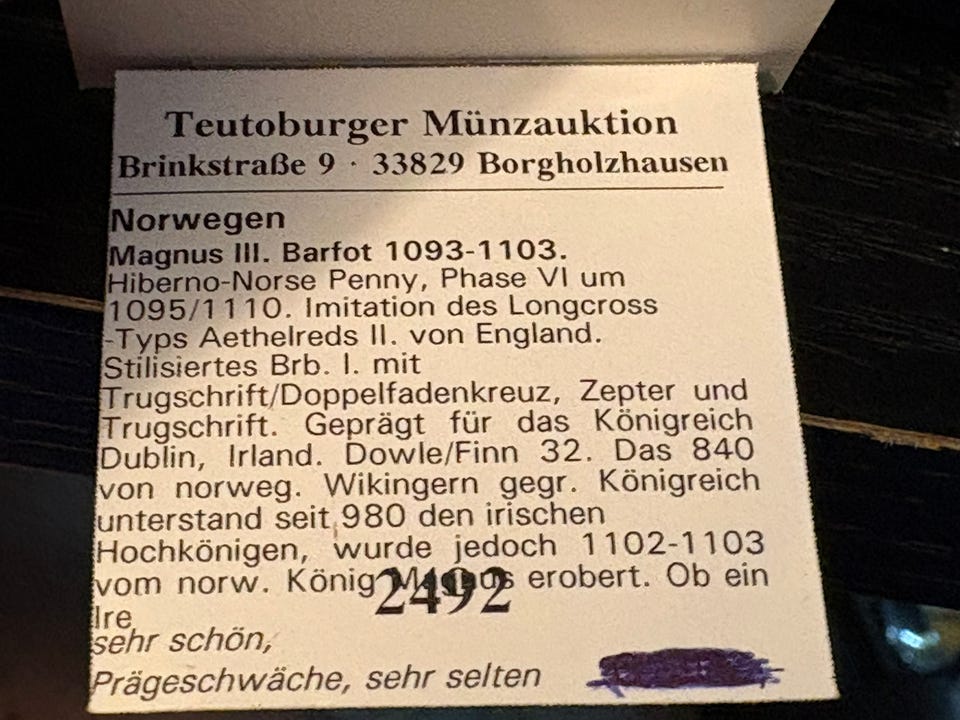 Teutoburger Münzauktion
Brinkstraße 9 · 33829 Borgholzhausen
Norwegen
Magnus III. Barfot 1093-1103.
Hiberno-Norse Penny, Phase VI um
1095/1110. Imitation des Longcross
-Typs Aethelreds II. von England.
Stilisiertes Brb. l. mit
Trugschrift/Doppelfadenkreuz, Zepter und
Trugschrift. Geprägt für das Königreich
Dublin, Irland. Dowle/Finn 32. Das 840
von norweg. Wikingern gegr. Königreich
unterstand seit 980 den irischen
Hochkönigen, wurde jedoch 1102-1103
vom norw. König Magnus erobert. Ob ein
Ire
2492
sehr schön,
Prägeschwäche, sehr selten